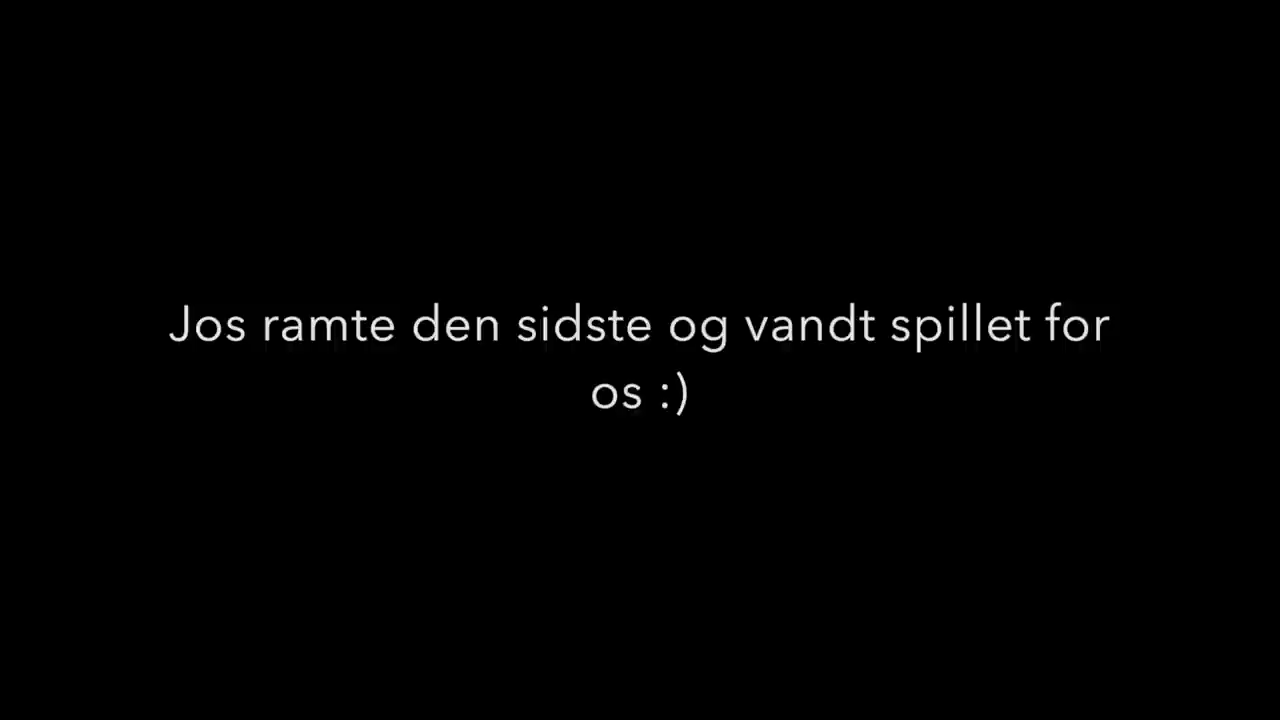 Jos ramte den sidste og vandt spillet for
os :)